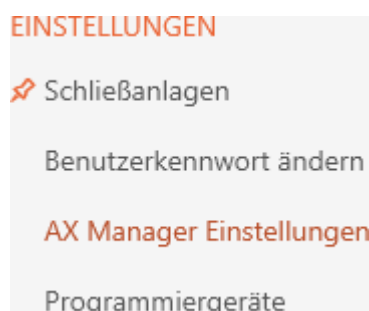 EINSTELLUNGEN
Schließanlagen
Benutzerkennwort ändern
AX Manager Einstellungen
Programmiergeräte